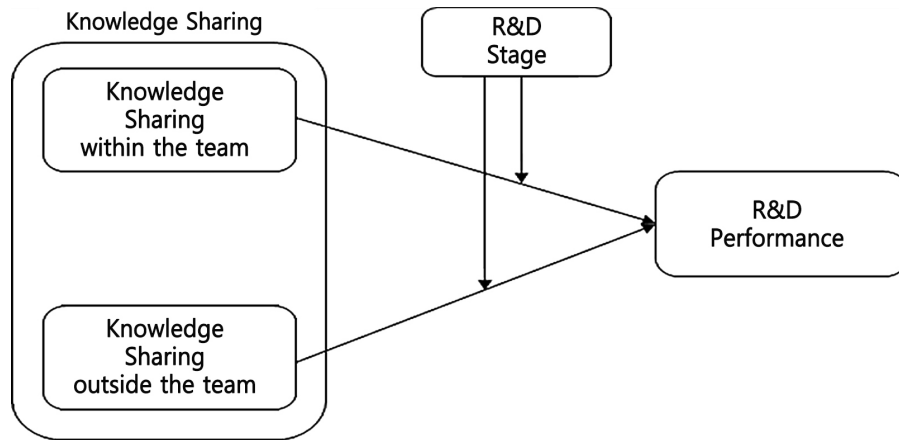 Knowledge Sharing
Knowledge
Sharing
within the team
R&D
Stage
R&D
Performance
Knowledge
Sharing
outside the team